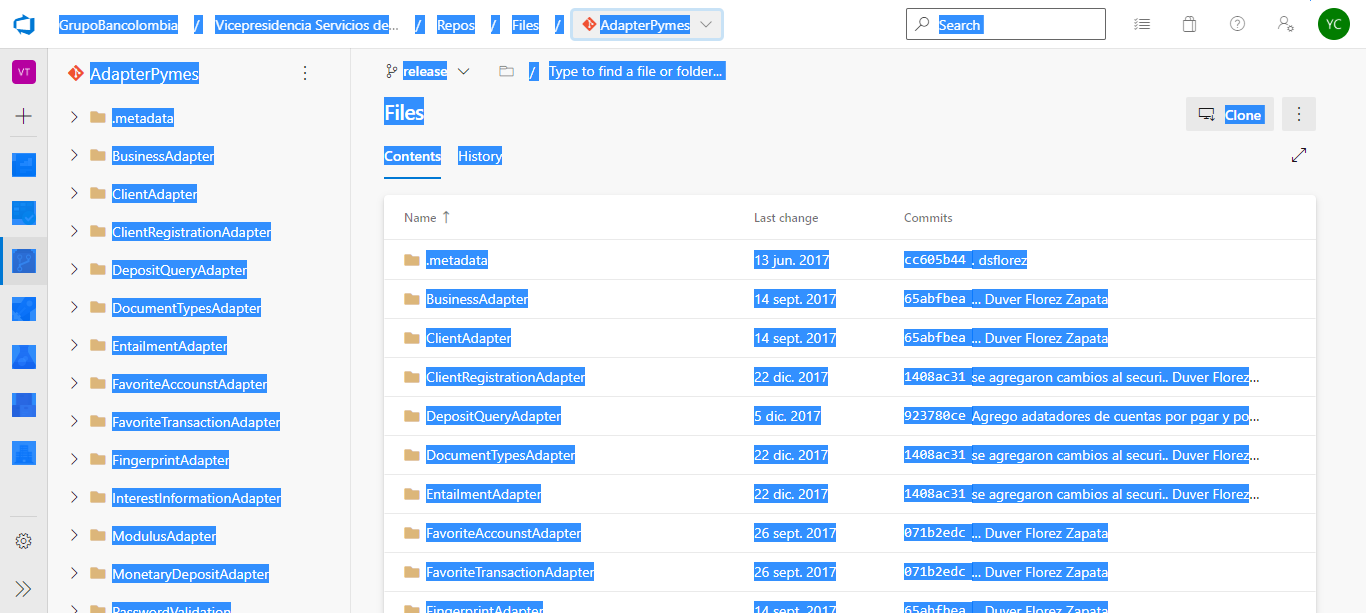 GrupoBancolombia / Vicepresidencia Servicios de... / Repos / Files / AdapterPymes
Search
YC
VT
AdapterPymes
.metadata
BusinessAdapter
ClientAdapter
ClientRegistrationAdapter
DepositQueryAdapter
DocumentTypesAdapter
EntailmentAdapter
FavoriteAccounstAdapter
FavoriteTransactionAdapter
FingerprintAdapter
InterestInformationAdapter
ModulusAdapter
MonetaryDepositAdapter
PasswordValidation
release / Type to find a file or folder...
Files
Clone
Contents History
Name ↑ Last change Commits
.metadata 13 jun. 2017 cc605b44 . dsflorez
BusinessAdapter 14 sept. 2017 65abfbea ... Duver Florez Zapata
ClientAdapter 14 sept. 2017 65abfbea ... Duver Florez Zapata
ClientRegistrationAdapter 22 dic. 2017 1408ac31 se agregaron cambios al securi.. Duver Florez...
DepositQueryAdapter 5 dic. 2017 923780ce Agrego adatadores de cuentas por pgar y po...
DocumentTypesAdapter 22 dic. 2017 1408ac31 se agregaron cambios al securi.. Duver Florez...
EntailmentAdapter 22 dic. 2017 1408ac31 se agregaron cambios al securi.. Duver Florez...
FavoriteAccounstAdapter 26 sept. 2017 071b2edc ... Duver Florez Zapata
FavoriteTransactionAdapter 26 sept. 2017 071b2edc ... Duver Florez Zapata
FingerprintAdapter 14 sept. 2017 65abfbea ... Duver Florez Zapata